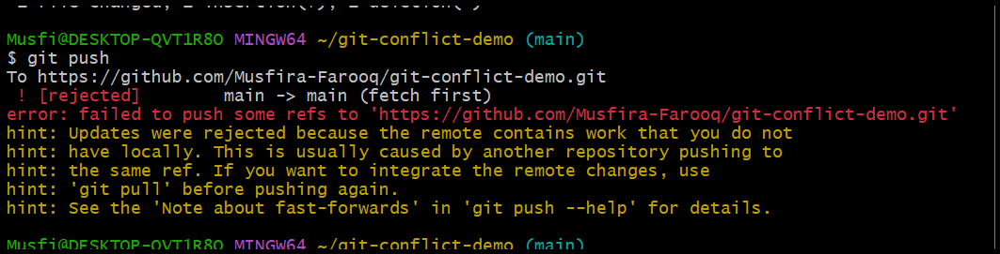 Musfi@DESKTOP-QVT1R8O MINGW64 ~/git-conflict-demo (main)
$ git push
To https://github.com/Musfira-Farooq/git-conflict-demo.git
 ! [rejected]        main -> main (fetch first)
error: failed to push some refs to 'https://github.com/Musfira-Farooq/git-conflict-demo.git'
hint: Updates were rejected because the remote contains work that you do not
hint: have locally. This is usually caused by another repository pushing to
hint: the same ref. If you want to integrate the remote changes, use
hint: 'git pull' before pushing again.
hint: See the 'Note about fast-forwards' in 'git push --help' for details.
Musfi@DESKTOP-QVT1R8O MINGW64 ~/git-conflict-demo (main)